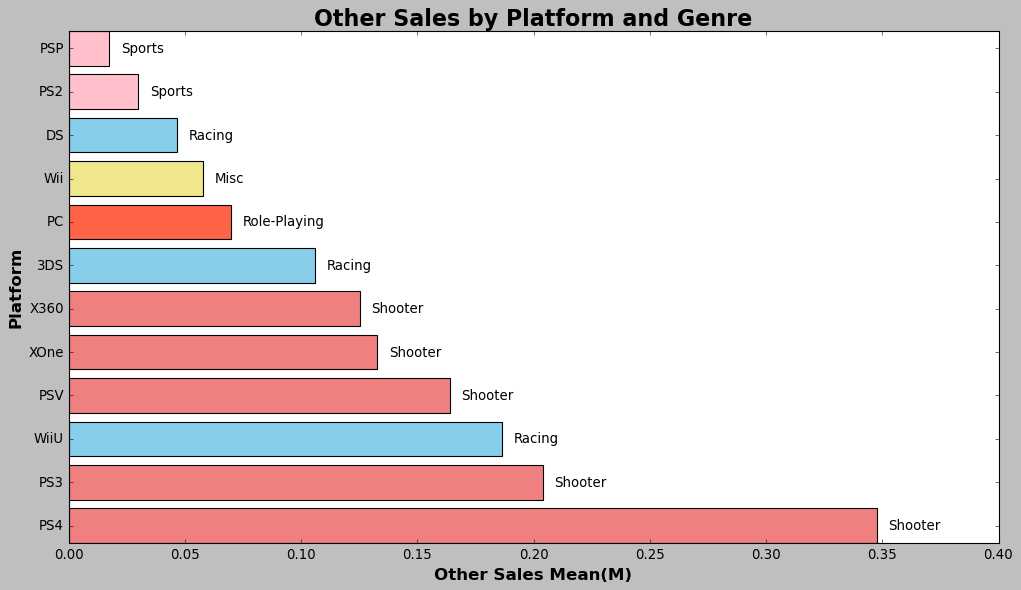 Other Sales by Platform and Genre
PSP Sports
PS2 Sports
DS Racing
Wii Misc
PC Role-Playing
3DS Racing
X360 Shooter
XOne Shooter
PSV Shooter
WiiU Racing
PS3 Shooter
PS4 Shooter
Platform
0.00 0.05 0.10 0.15 0.20 0.25 0.30 0.35 0.40
Other Sales Mean(M)